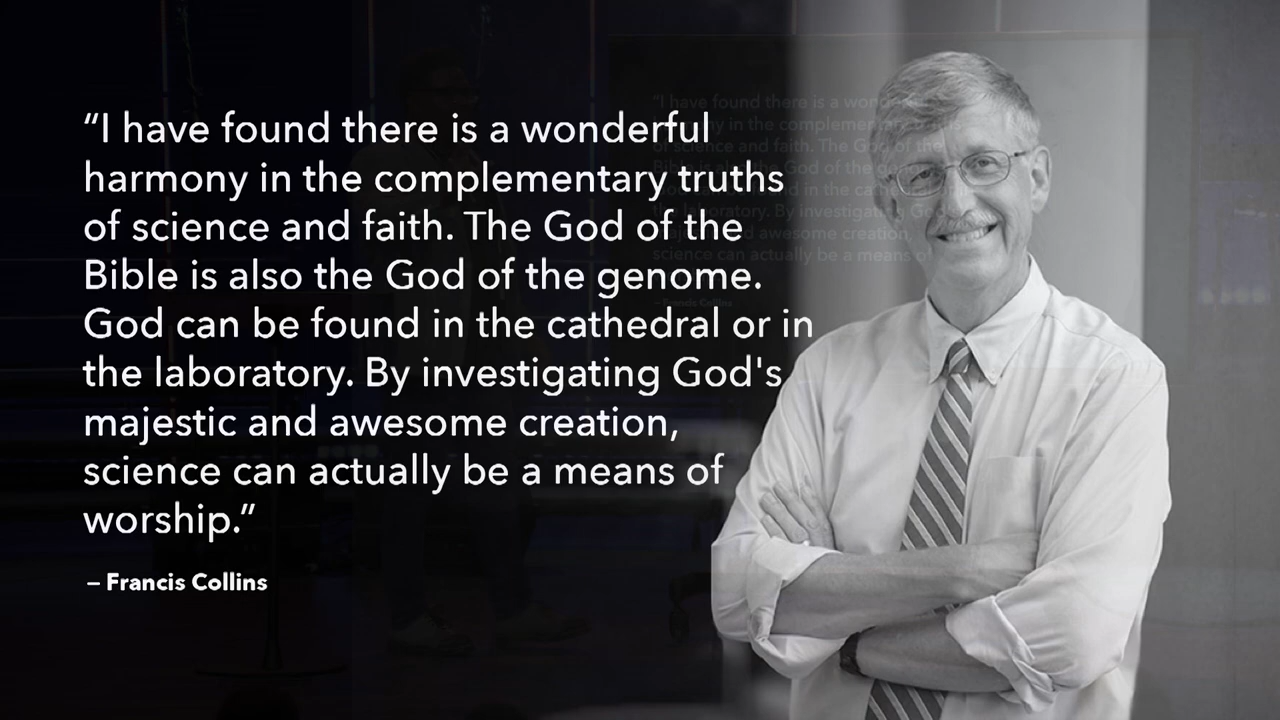 “I have found there is a wonderful
harmony in the complementary truths
of science and faith. The God of the
Bible is also the God of the genome.
God can be found in the cathedral or in
the laboratory. By investigating God's
majestic and awesome creation,
science can actually be a means of
worship.”
– Francis Collins